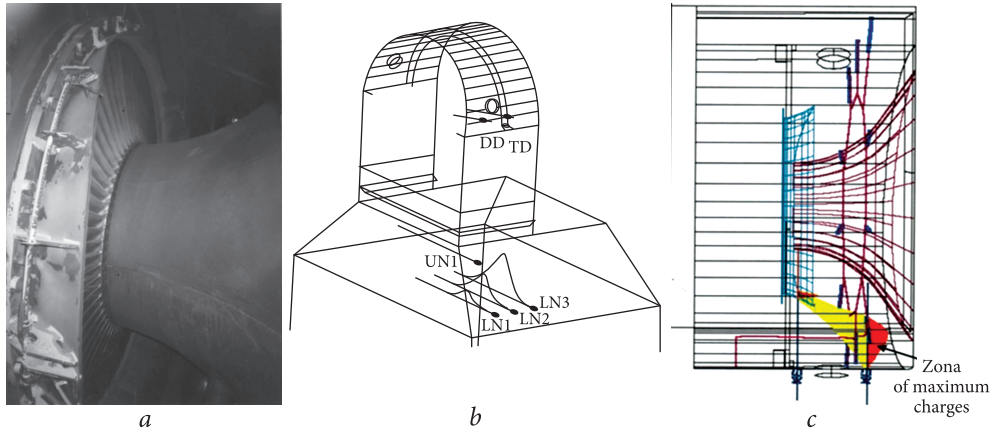 DD TD
UN1
LN3
LN1 LN2
Zona
of maximum
charges
a
b
c